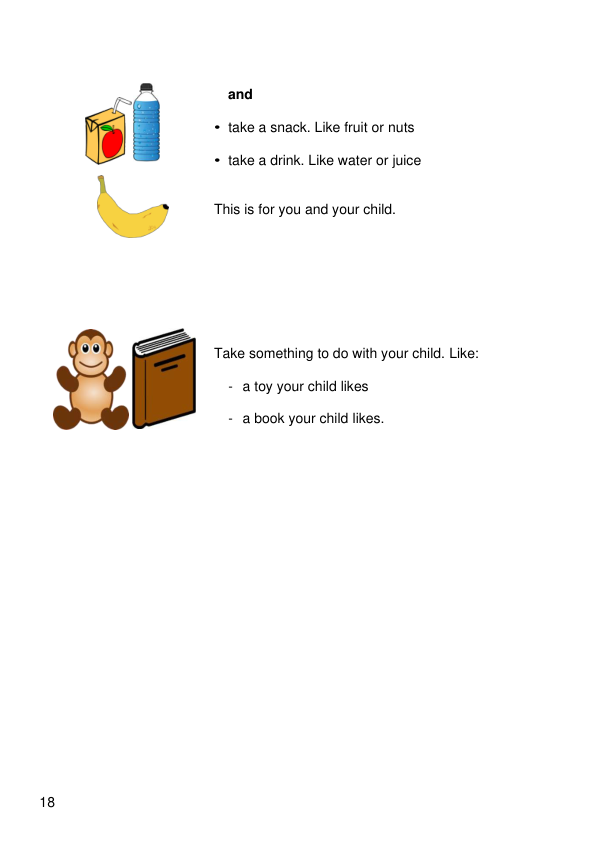 and
• take a snack. Like fruit or nuts
• take a drink. Like water or juice
This is for you and your child.
Take something to do with your child. Like:
- a toy your child likes
- a book your child likes.
18